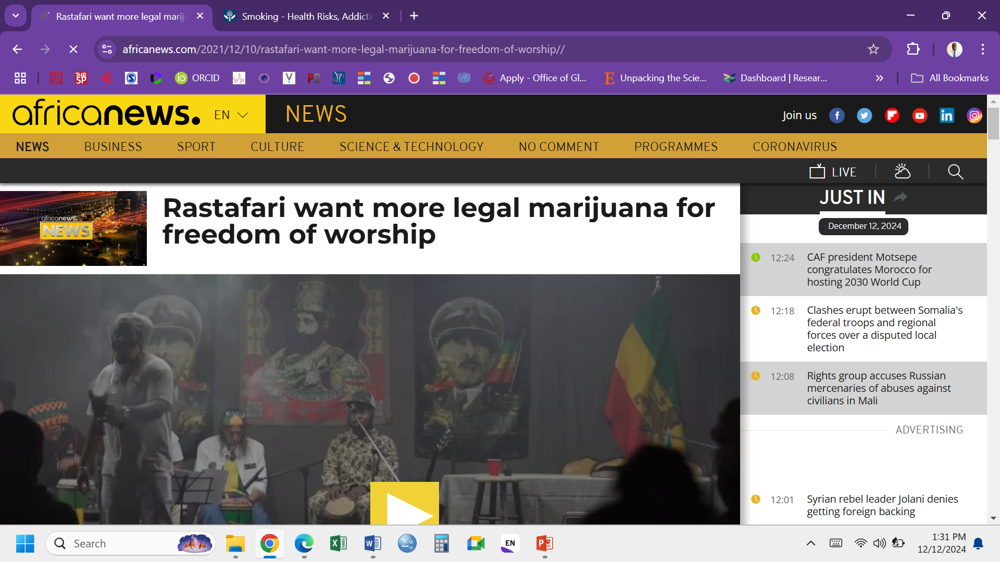 Rastafari want more legal mariju
Smoking - Health Risks, Addicti
africanews.com/2021/12/10/rastafari-want-more-legal-marijuana-for-freedom-of-worship//
THR SP
iD ORCID
Apply - Office of Gl...
Unpacking the Scie...
Dashboard | Resear...
All Bookmarks
africanews.
EN
NEWS
Join us
NEWS
BUSINESS
SPORT
CULTURE
SCIENCE & TECHNOLOGY
NO COMMENT
PROGRAMMES
CORONAVIRUS
LIVE
africanews.
NEWS
Rastafari want more legal marijuana for
freedom of worship
JUST IN
December 12, 2024
12:24
CAF president Motsepe
congratulates Morocco for
hosting 2030 World Cup
12:18
Clashes erupt between Somalia's
federal troops and regional
forces over a disputed local
election
12:08
Rights group accuses Russian
mercenaries of abuses against
civilians in Mali
ADVERTISING
12:01
Syrian rebel leader Jolani denies
getting foreign backing
Search
EN
1:31 PM
12/12/2024